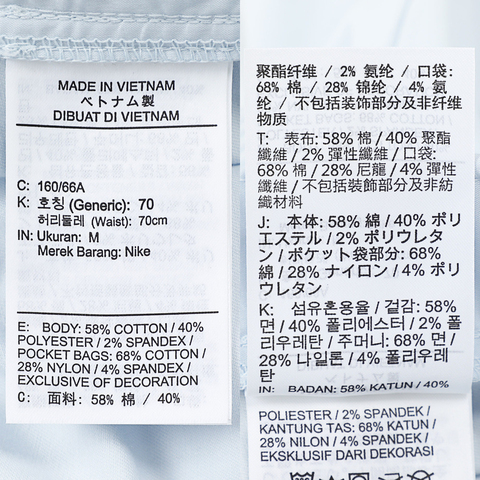 MADE IN VIETNAM
ベトナム製
DIBUAT DI VIETNAM
C: 160/66A
K: 호칭 (Generic): 70
허리둘레 (Waist): 70cm
IN: Ukuran: M
Merek Barang: Nike
E: BODY: 58% COTTON / 40%
POLYESTER / 2% SPANDEX /
POCKET BAGS: 68% COTTON /
28% NYLON / 4% SPANDEX /
EXCLUSIVE OF DECORATION
C: 面料: 58% 棉 / 40%
聚酯纤维 / 2% 氨纶 / 口袋:
68% 棉 / 28% 锦纶 / 4% 氨
纶 / 不包括装饰部分及非纤维
物质
T: 表布: 58% 棉 / 40% 聚酯
纖維 / 2% 彈性纖維 / 口袋:
68% 棉 / 28% 尼龍 / 4% 彈性
纖維 / 不包括装飾部分及非紡
織材料
J: 本体: 58% 綿 / 40% ポリ
エステル / 2% ポリウレタ
ン / ポケット袋部分: 68%
綿 / 28% ナイロン / 4% ポリ
ウレタン
K: 섬유혼용율 / 겉감: 58%
면 / 40% 폴리에스터 / 2% 폴
리우레탄 / 주머니: 68% 면 /
28% 나일론 / 4% 폴리우레
탄
IN: BADAN: 58% KATUN / 40%
POLIESTER / 2% SPANDEK /
KANTUNG TAS: 68% KATUN /
28% NILON / 4% SPANDEK /
EKSKLUSIF DARI DEKORASI